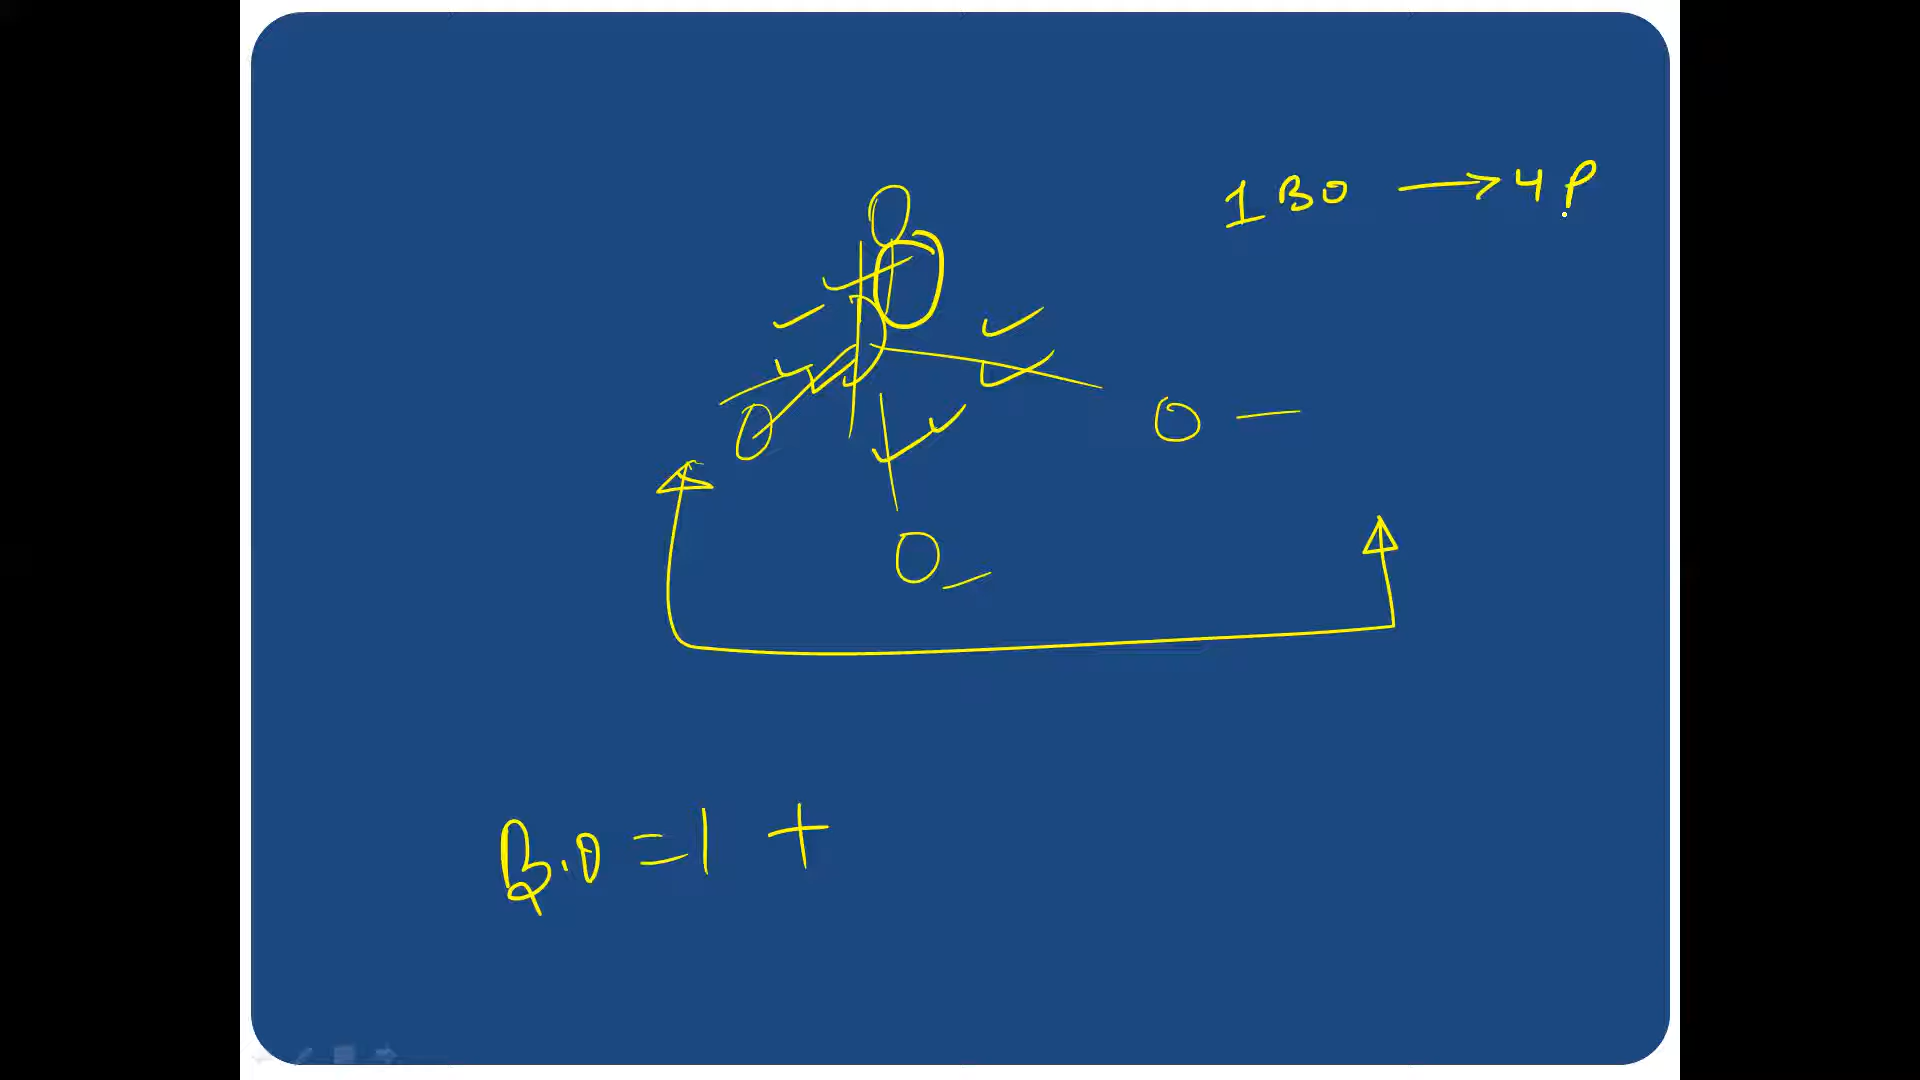 1 BO → 4 P
O
P
O
O -
O -
B.O = 1 +